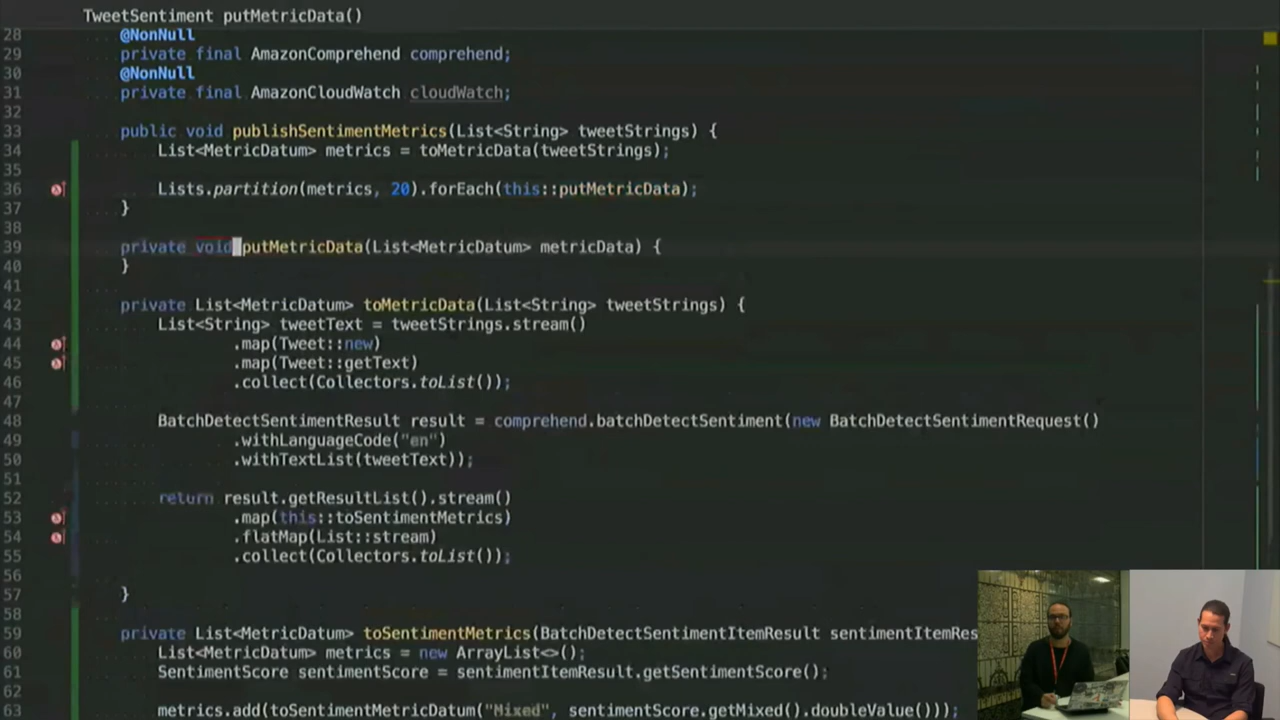 TweetSentiment putMetricData()
28 @NonNull
29 private final AmazonComprehend comprehend;
30 @NonNull
31 private final AmazonCloudWatch cloudWatch;
32
33 public void publishSentimentMetrics(List<String> tweetStrings) {
34 List<MetricDatum> metrics = toMetricData(tweetStrings);
35
36 Lists.partition(metrics, 20).forEach(this::putMetricData);
37 }
38
39 private void putMetricData(List<MetricDatum> metricData) {
40 }
41
42 private List<MetricDatum> toMetricData(List<String> tweetStrings) {
43 List<String> tweetText = tweetStrings.stream()
44 .map(Tweet::new)
45 .map(Tweet::getText)
46 .collect(Collectors.toList());
47
48 BatchDetectSentimentResult result = comprehend.batchDetectSentiment(new BatchDetectSentimentRequest()
49 .withLanguageCode("en")
50 .withTextList(tweetText));
51
52 return result.getResultList().stream()
53 .map(this::toSentimentMetrics)
54 .flatMap(List::stream)
55 .collect(Collectors.toList());
56
57 }
58
59 private List<MetricDatum> toSentimentMetrics(BatchDetectSentimentItemResult sentimentItemRes
60 List<MetricDatum> metrics = new ArrayList<>();
61 SentimentScore sentimentScore = sentimentItemResult.getSentimentScore();
62
63 metrics.add(toSentimentMetricDatum("Mixed", sentimentScore.getMixed().doubleValue()));